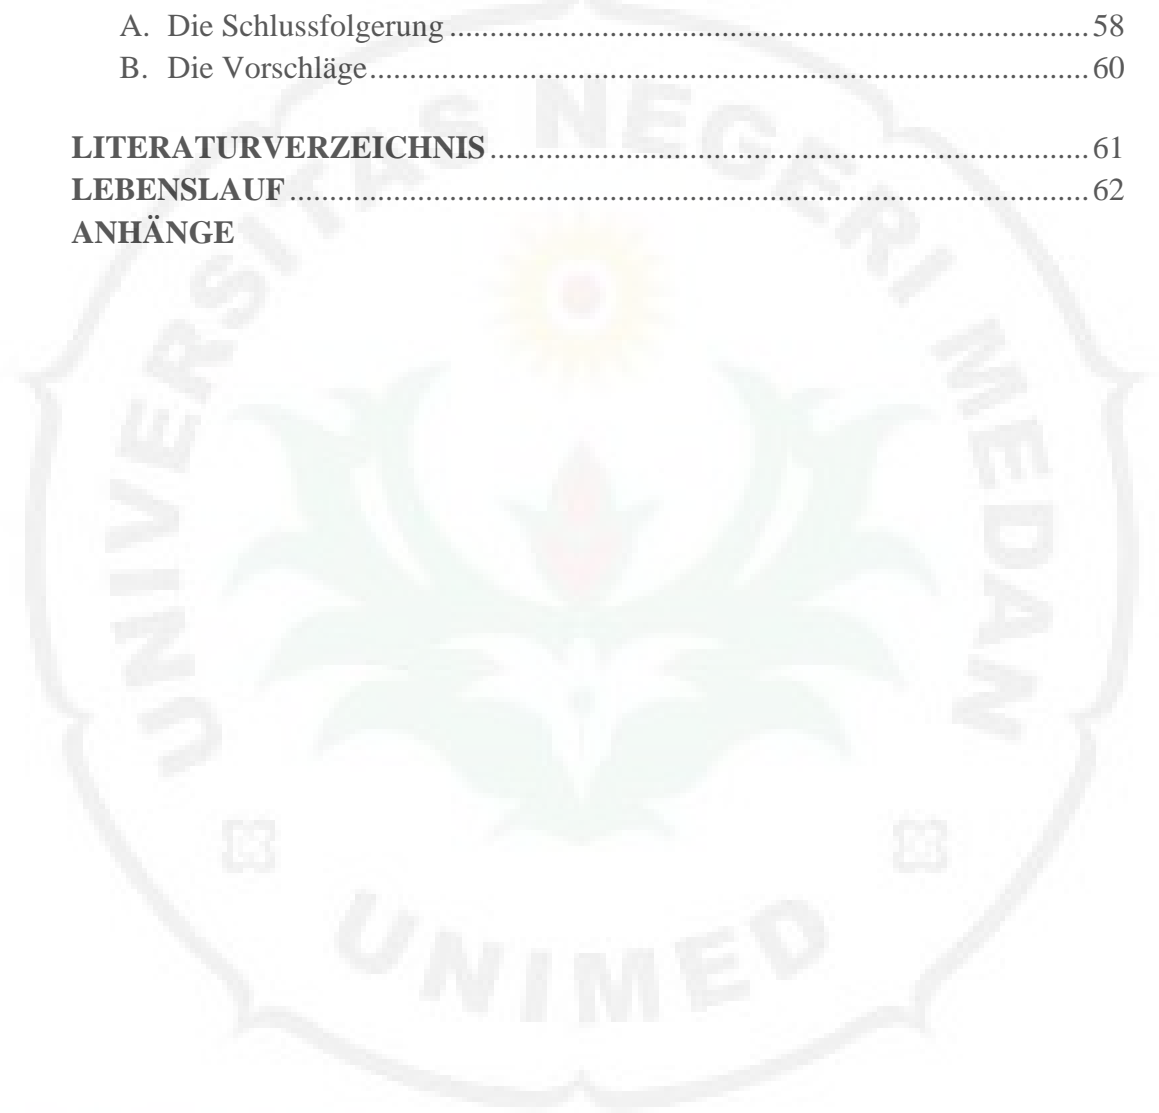 A. Die Schlussfolgerung ........................................................................................ 58
B. Die Vorschläge ................................................................................................... 60
LITERATURVERZEICHNIS ................................................................................... 61
LEBENSLAUF .............................................................................................................. 62
ANHÄNGE
UNIVERSITAS NEGERI MEDAN
UNIMED